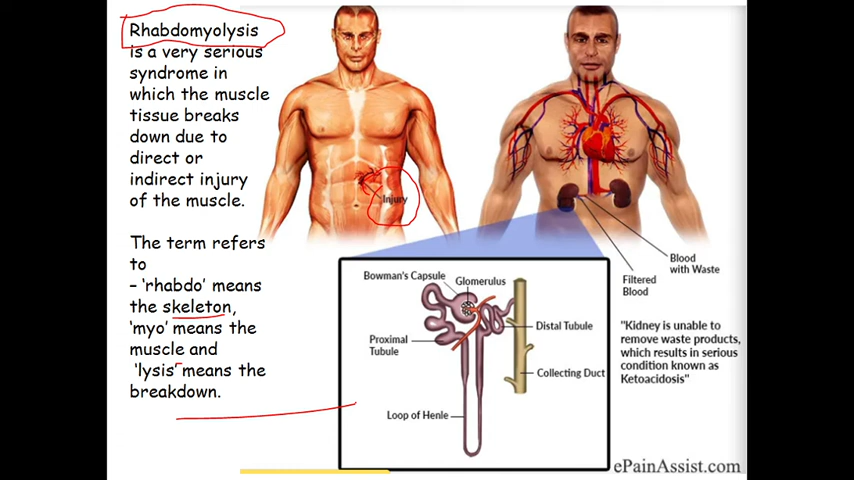 Rhabdomyolysis
is a very serious
syndrome in
which the muscle
tissue breaks
down due to
direct or
indirect injury
of the muscle.
The term refers
to
– ‘rhabdo’ means
the skeleton,
‘myo’ means the
muscle and
‘lysis’ means the
breakdown.
Injury
Blood
with Waste
Filtered
Blood
Bowman's Capsule
Glomerulus
Proximal
Tubule
Distal Tubule
Collecting Duct
Loop of Henle
"Kidney is unable to
remove waste products,
which results in serious
condition known as
Ketoacidosis"
ePainAssist.com